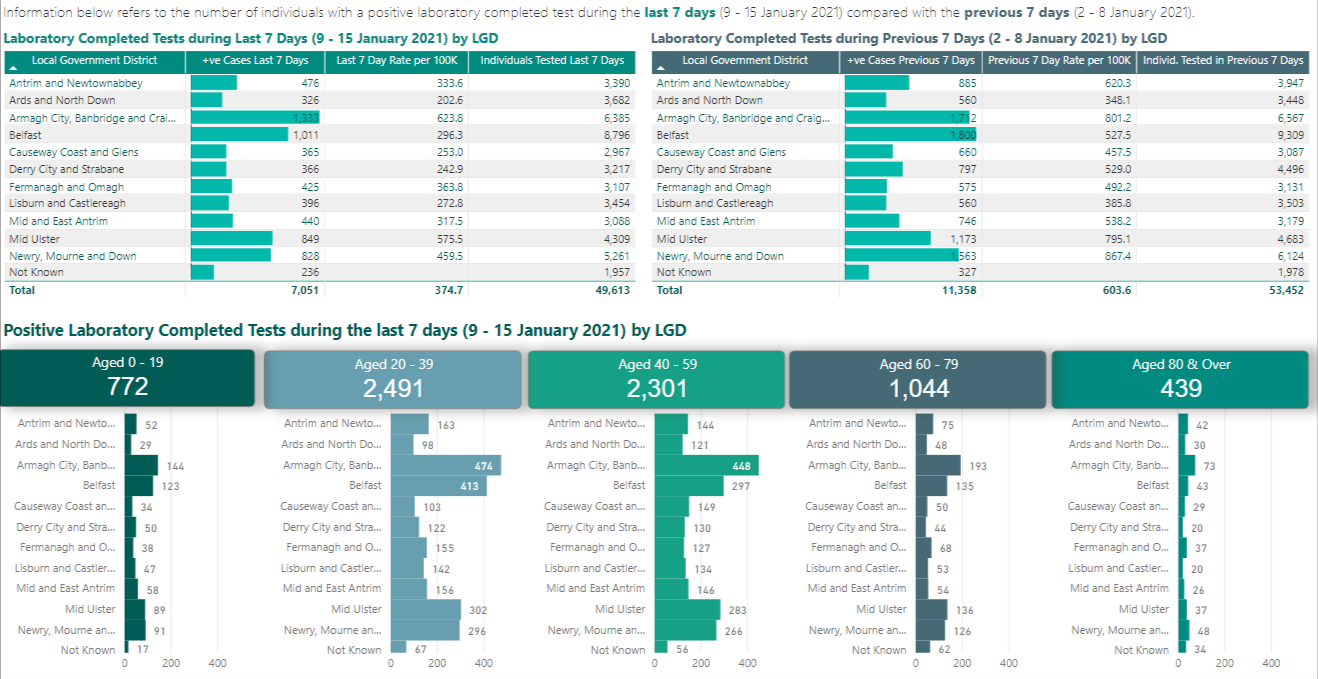 Information below refers to the number of individuals with a positive laboratory completed test during the last 7 days (9 - 15 January 2021) compared with the previous 7 days (2 - 8 January 2021).
Laboratory Completed Tests during Last 7 Days (9 - 15 January 2021) by LGD
Local Government District +ve Cases Last 7 Days Last 7 Day Rate per 100K Individuals Tested Last 7 Days
Antrim and Newtownabbey 476 333.6 3,390
Ards and North Down 326 202.6 3,682
Armagh City, Banbridge and Crai... 1,333 623.8 6,385
Belfast 1,011 296.3 8,796
Causeway Coast and Glens 365 253.0 2,967
Derry City and Strabane 366 242.9 3,217
Fermanagh and Omagh 425 363.8 3,107
Lisburn and Castlereagh 396 272.8 3,454
Mid and East Antrim 440 317.5 3,088
Mid Ulster 849 575.5 4,309
Newry, Mourne and Down 828 459.5 5,261
Not Known 236 1,957
Total 7,051 374.7 49,613
Laboratory Completed Tests during Previous 7 Days (2 - 8 January 2021) by LGD
Local Government District +ve Cases Previous 7 Days Previous 7 Day Rate per 100K Individ. Tested in Previous 7 Days
Antrim and Newtownabbey 885 620.3 3,947
Ards and North Down 560 348.1 3,448
Armagh City, Banbridge and Craig... 1,712 801.2 6,567
Belfast 1,800 527.5 9,309
Causeway Coast and Glens 660 457.5 3,087
Derry City and Strabane 797 529.0 4,496
Fermanagh and Omagh 575 492.2 3,131
Lisburn and Castlereagh 560 385.8 3,503
Mid and East Antrim 746 538.2 3,179
Mid Ulster 1,173 795.1 4,683
Newry, Mourne and Down 1,563 867.4 6,124
Not Known 327 1,978
Total 11,358 603.6 53,452
Positive Laboratory Completed Tests during the last 7 days (9 - 15 January 2021) by LGD
Aged 0 - 19
772
Antrim and Newto... 52
Ards and North Do... 29
Armagh City, Banb... 144
Belfast 123
Causeway Coast an... 34
Derry City and Stra... 50
Fermanagh and O... 38
Lisburn and Castler... 47
Mid and East Antrim 58
Mid Ulster 89
Newry, Mourne an... 91
Not Known 17
0 200 400
Aged 20 - 39
2,491
Antrim and Newto... 163
Ards and North Do... 98
Armagh City, Banb... 474
Belfast 413
Causeway Coast an... 103
Derry City and Stra... 122
Fermanagh and O... 155
Lisburn and Castler... 142
Mid and East Antrim 156
Mid Ulster 302
Newry, Mourne an... 296
Not Known 67
0 200 400
Aged 40 - 59
2,301
Antrim and Newto... 144
Ards and North Do... 121
Armagh City, Banb... 448
Belfast 297
Causeway Coast an... 149
Derry City and Stra... 130
Fermanagh and O... 127
Lisburn and Castler... 134
Mid and East Antrim 146
Mid Ulster 283
Newry, Mourne an... 266
Not Known 56
0 200 400
Aged 60 - 79
1,044
Antrim and Newto... 75
Ards and North Do... 48
Armagh City, Banb... 193
Belfast 135
Causeway Coast an... 50
Derry City and Stra... 44
Fermanagh and O... 68
Lisburn and Castler... 53
Mid and East Antrim 54
Mid Ulster 136
Newry, Mourne an... 126
Not Known 62
0 200 400
Aged 80 & Over
439
Antrim and Newto... 42
Ards and North Do... 30
Armagh City, Banb... 73
Belfast 43
Causeway Coast an... 29
Derry City and Stra... 20
Fermanagh and O... 37
Lisburn and Castler... 20
Mid and East Antrim 26
Mid Ulster 37
Newry, Mourne an... 48
Not Known 34
0 200 400